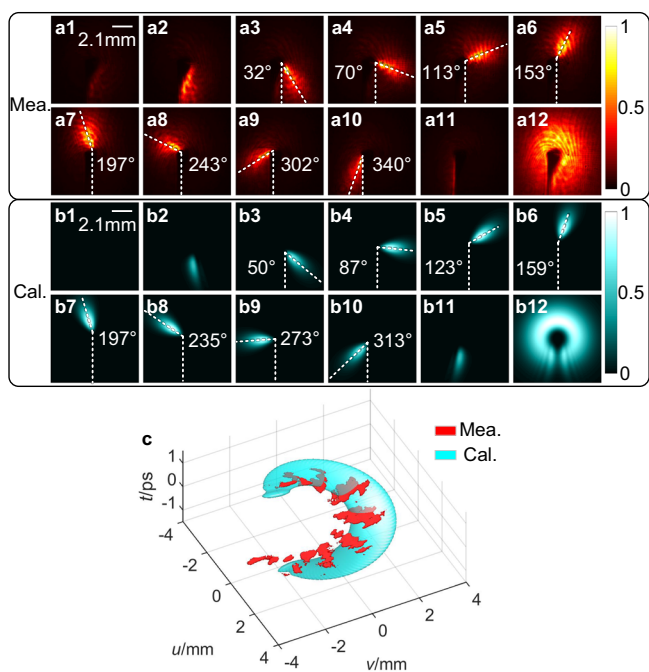 a1 a2 a3 a4 a5 a6 1
2.1mm
32° 70° 113° 153°
Mea. 0.5
a7 a8 a9 a10 a11 a12
197° 243° 302° 340°
0
b1 b2 b3 b4 b5 b6 1
2.1mm
50° 87° 123° 159°
Cal. 0.5
b7 b8 b9 b10 b11 b12
197° 235° 273° 313°
0
c
Mea.
Cal.
t/ps
1
0
-1
-4
-2
0
2
4
u/mm
-4
-2
0
2
4
v/mm